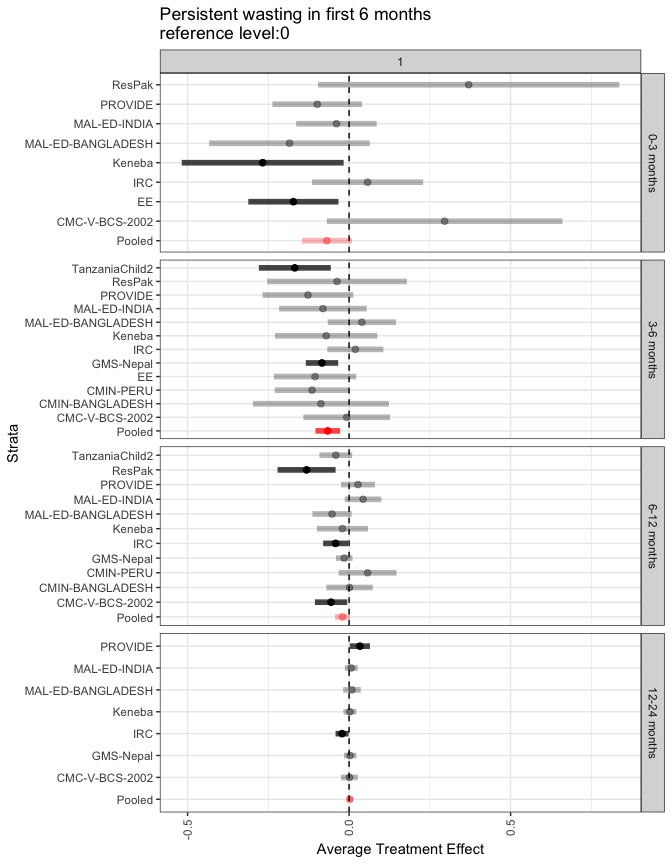 Persistent wasting in first 6 months
reference level:0
1
ResPak
PROVIDE
MAL-ED-INDIA
MAL-ED-BANGLADESH
Keneba
IRC
EE
CMC-V-BCS-2002
Pooled
0-3 months
TanzaniaChild2
ResPak
PROVIDE
MAL-ED-INDIA
MAL-ED-BANGLADESH
Keneba
IRC
GMS-Nepal
EE
CMIN-PERU
CMIN-BANGLADESH
CMC-V-BCS-2002
Pooled
3-6 months
TanzaniaChild2
ResPak
PROVIDE
MAL-ED-INDIA
MAL-ED-BANGLADESH
Keneba
IRC
GMS-Nepal
CMIN-PERU
CMIN-BANGLADESH
CMC-V-BCS-2002
Pooled
6-12 months
PROVIDE
MAL-ED-INDIA
MAL-ED-BANGLADESH
Keneba
IRC
GMS-Nepal
CMC-V-BCS-2002
Pooled
12-24 months
Strata
-0.5
0.0
0.5
Average Treatment Effect